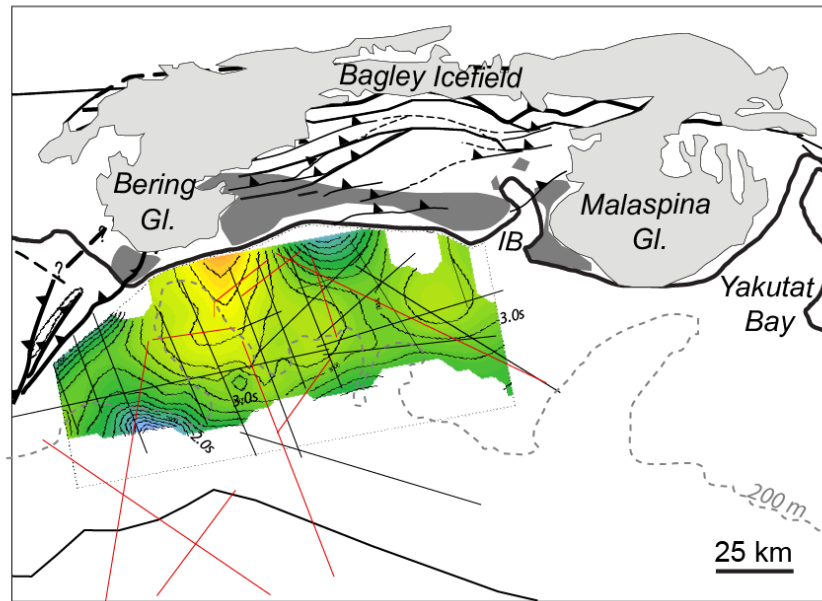 Bagley Icefield
Bering
Gl.
Malaspina
Gl.
IB
Yakutat
Bay
?
?
3.0s
3.0s
2.0s
200 m
25 km